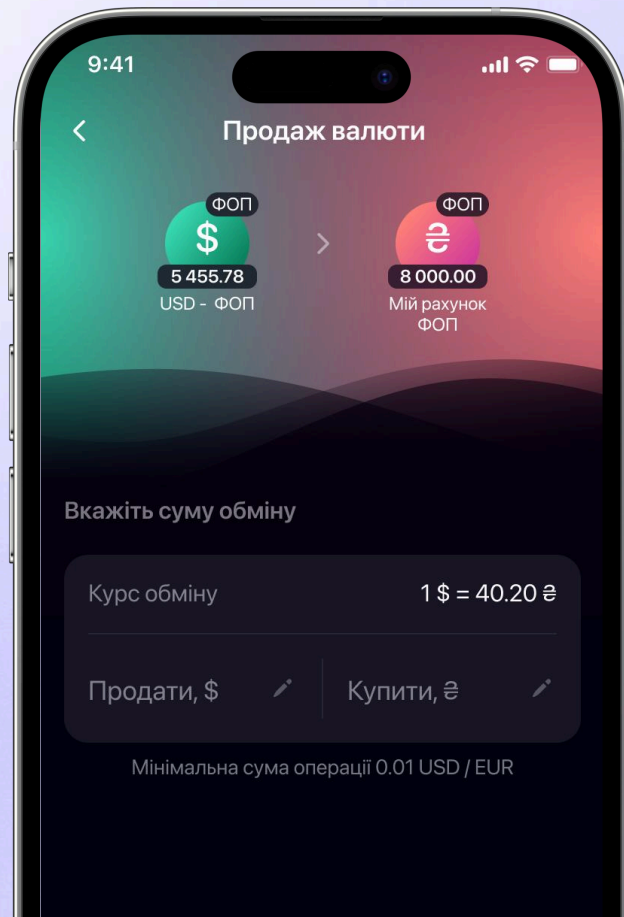 9:41
Продаж валюти
ФОП
ФОП
$
₴
5 455.78
8 000.00
USD - ФОП
Мій рахунок
ФОП
Вкажіть суму обміну
Курс обміну
1 $ = 40.20 ₴
Продати, $
Купити, ₴
Мінімальна сума операції 0.01 USD / EUR